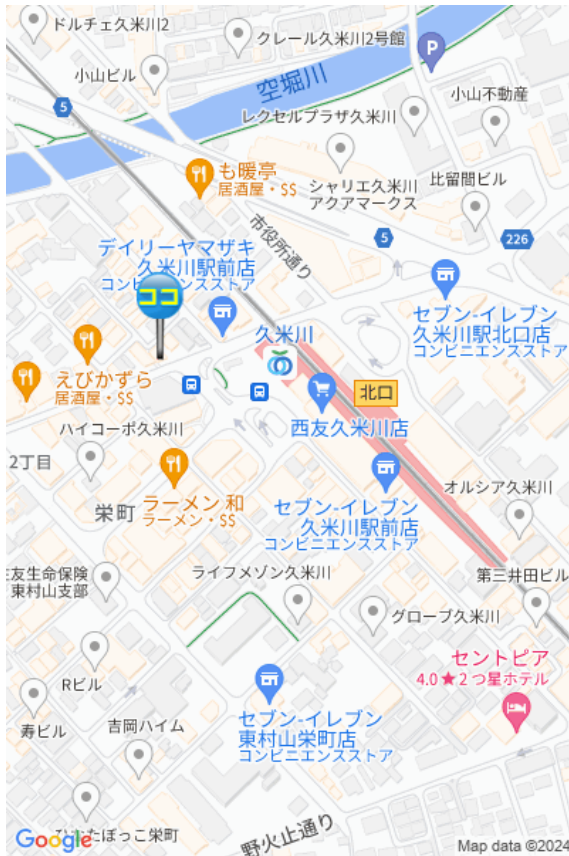 ドルチェ久米川2
クレール久米川2号館
P
小山ビル
空堀川
5
小山不動産
レクセルプラザ久米川
も暖亭
居酒屋・$$
シャリエ久米川
アクアマークス
比留間ビル
市役所通り
5
226
デイリーヤマザキ
久米川駅前店
コンビニエンスストア
ココ
セブン-イレブン
久米川駅北口店
コンビニエンスストア
久米川
えびかずら
居酒屋・$$
北口
西友久米川店
ハイコーポ久米川
2丁目
ラーメン 和
ラーメン・$$
栄町
セブン-イレブン
久米川駅前店
コンビニエンスストア
オルシア久米川
友生命保険
東村山支部
ライフメゾン久米川
第三井田ビル
グローブ久米川
セントピア
4.0★2つ星ホテル
Rビル
寿ビル
吉岡ハイム
セブン-イレブン
東村山栄町店
コンビニエンスストア
たぼっこ栄町
野火止通り
Google
Map data ©2024